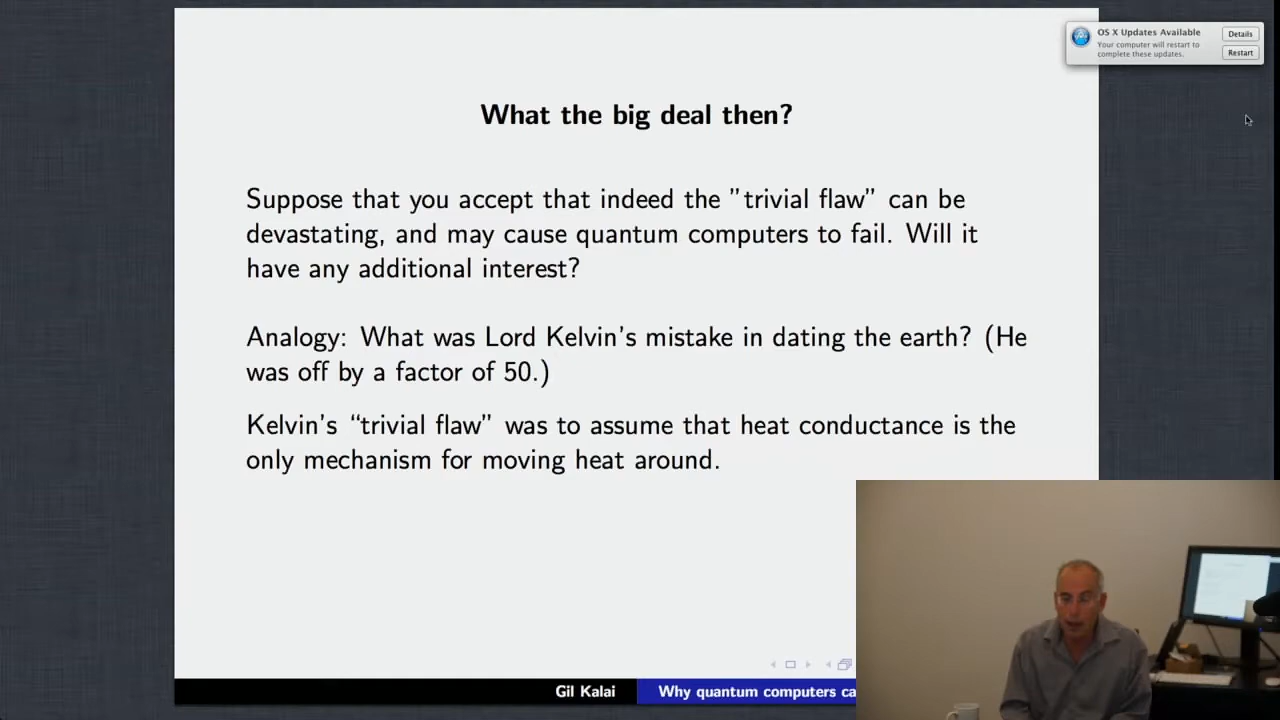 OS X Updates Available
Your computer will restart to
complete these updates.
Details
Restart
What the big deal then?
Suppose that you accept that indeed the ”trivial flaw” can be
devastating, and may cause quantum computers to fail. Will it
have any additional interest?
Analogy: What was Lord Kelvin's mistake in dating the earth? (He
was off by a factor of 50.)
Kelvin's “trivial flaw” was to assume that heat conductance is the
only mechanism for moving heat around.
Gil Kalai
Why quantum computers ca